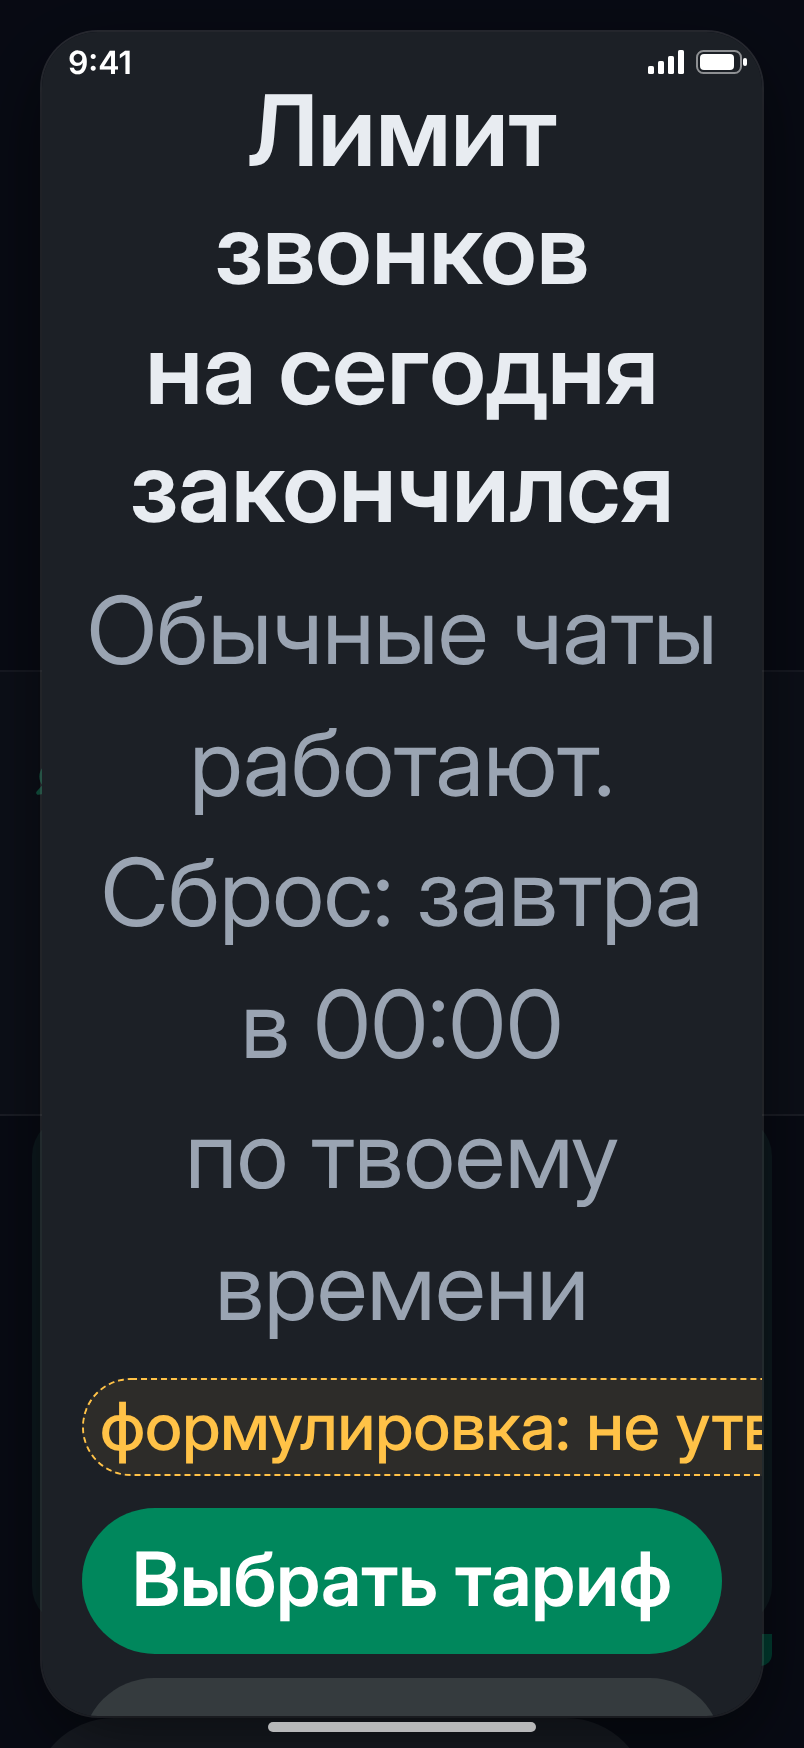 9:41
Лимит
звонков
на сегодня
закончился
Обычные чаты
работают.
Сброс: завтра
в 00:00
по твоему
времени
формулировка: не утв
Выбрать тариф